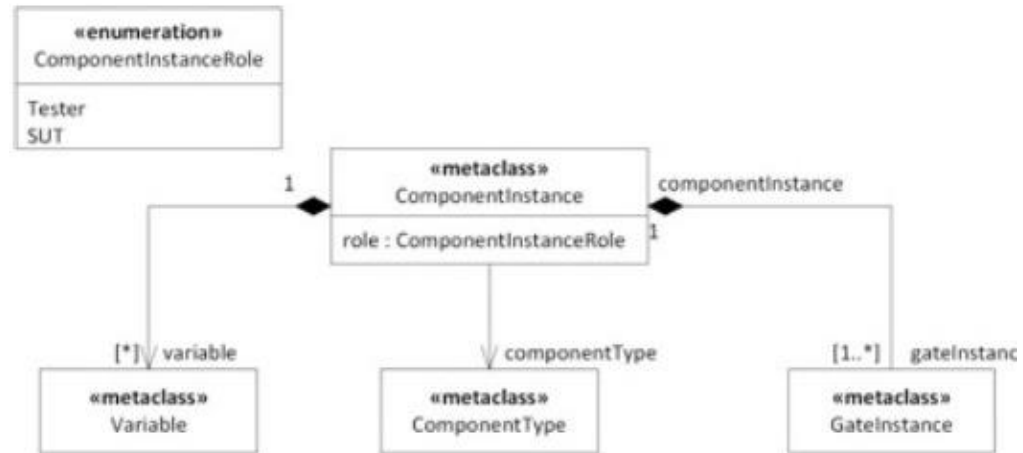 «enumeration»
ComponentInstanceRole
Tester
SUT
«metaclass»
ComponentInstance
role : ComponentInstanceRole
1
componentInstance
1
[*] variable
componentType
[1..*] gateInstanc
«metaclass»
Variable
«metaclass»
ComponentType
«metaclass»
GateInstance